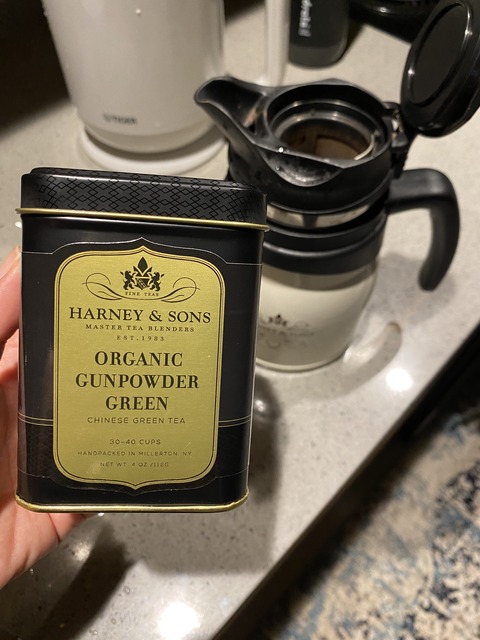 TIGER
FINE TEAS
HARNEY & SONS
MASTER TEA BLENDERS
EST. 1983
ORGANIC
GUNPOWDER
GREEN
CHINESE GREEN TEA
30-40 CUPS
HANDPACKED IN MILLERTON, NY
NET WT. 4 OZ /112G